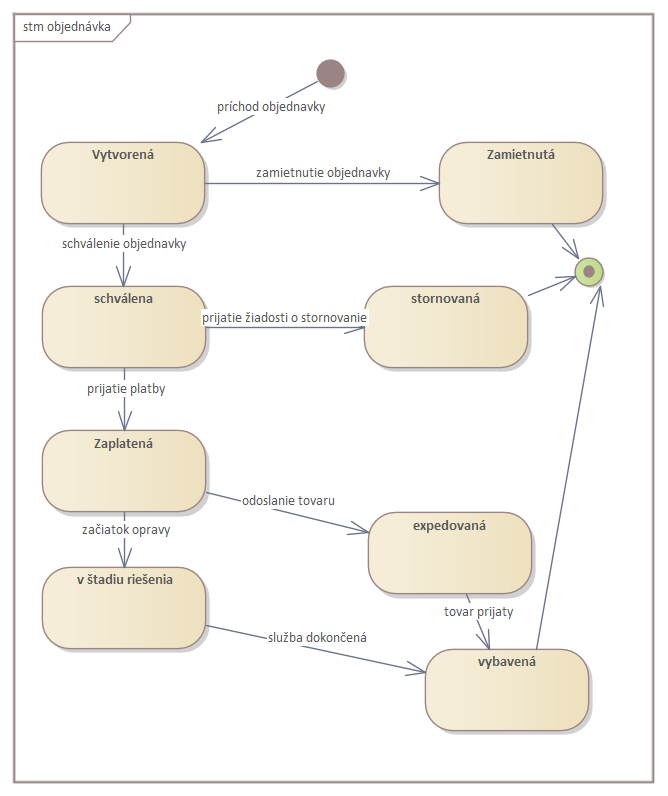 stm objednávka
príchod objednavky
Vytvorená
zamietnutie objednavky
Zamietnutá
schválenie objednavky
schválena
prijatie žiadosti o stornovanie
stornovaná
prijatie platby
Zaplatená
odoslanie tovaru
expedovaná
začiatok opravy
v štadiu riešenia
tovar prijaty
služba dokončená
vybavená